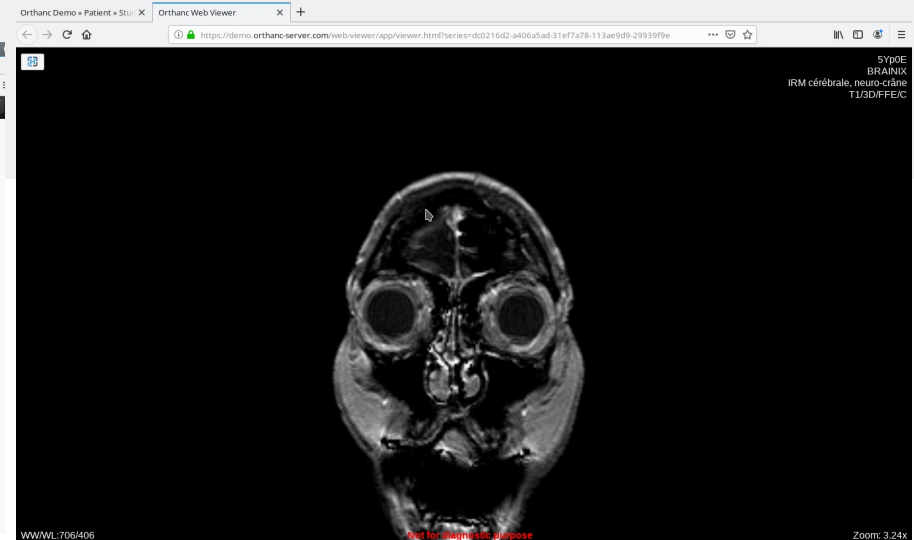 Orthanc Demo » Patient » Stu
Orthanc Web Viewer
https://demo.orthanc-server.com/web-viewer/app/viewer.html?series=dc0216d2-a406a5ad-31ef7a78-113ae9d9-29939f9e
5Yp0E
BRAINIX
IRM cérébrale, neuro-crâne
T1/3D/FFE/C
WW/WL:706/406
Not for diagnostic purpose
Zoom: 3.24x